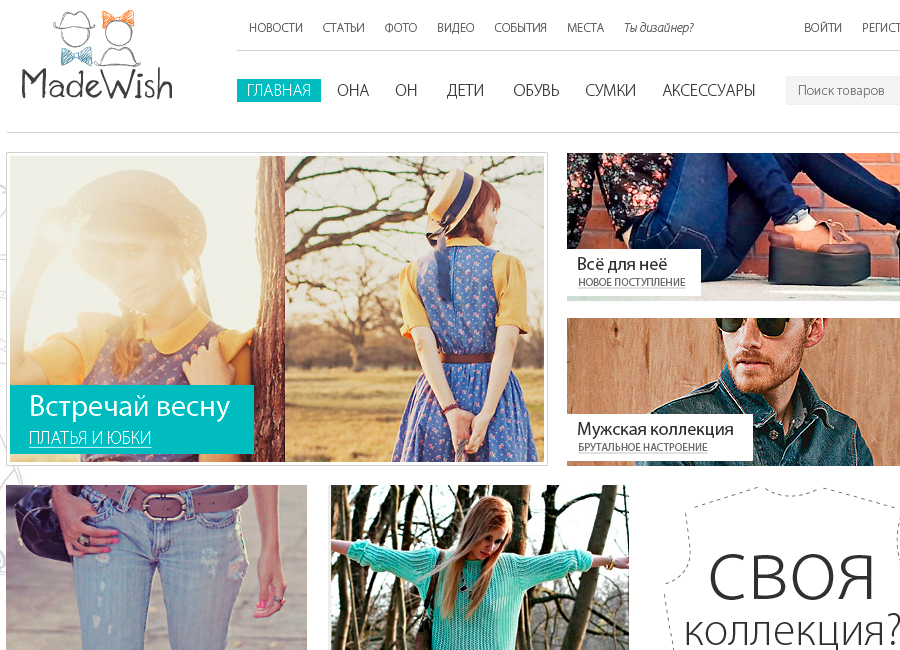 НОВОСТИ СТАТЬИ ФОТО ВИДЕО СОБЫТИЯ МЕСТА Ты дизайнер? ВОЙТИ РЕГИСТ
MadeWish
ГЛАВНАЯ ОНА ОН ДЕТИ ОБУВЬ СУМКИ АКСЕССУАРЫ Поиск товаров
Всё для неё
НОВОЕ ПОСТУПЛЕНИЕ
Встречай весну
ПЛАТЬЯ И ЮБКИ
Мужская коллекция
БРУТАЛЬНОЕ НАСТРОЕНИЕ
СВОЯ
коллекция?